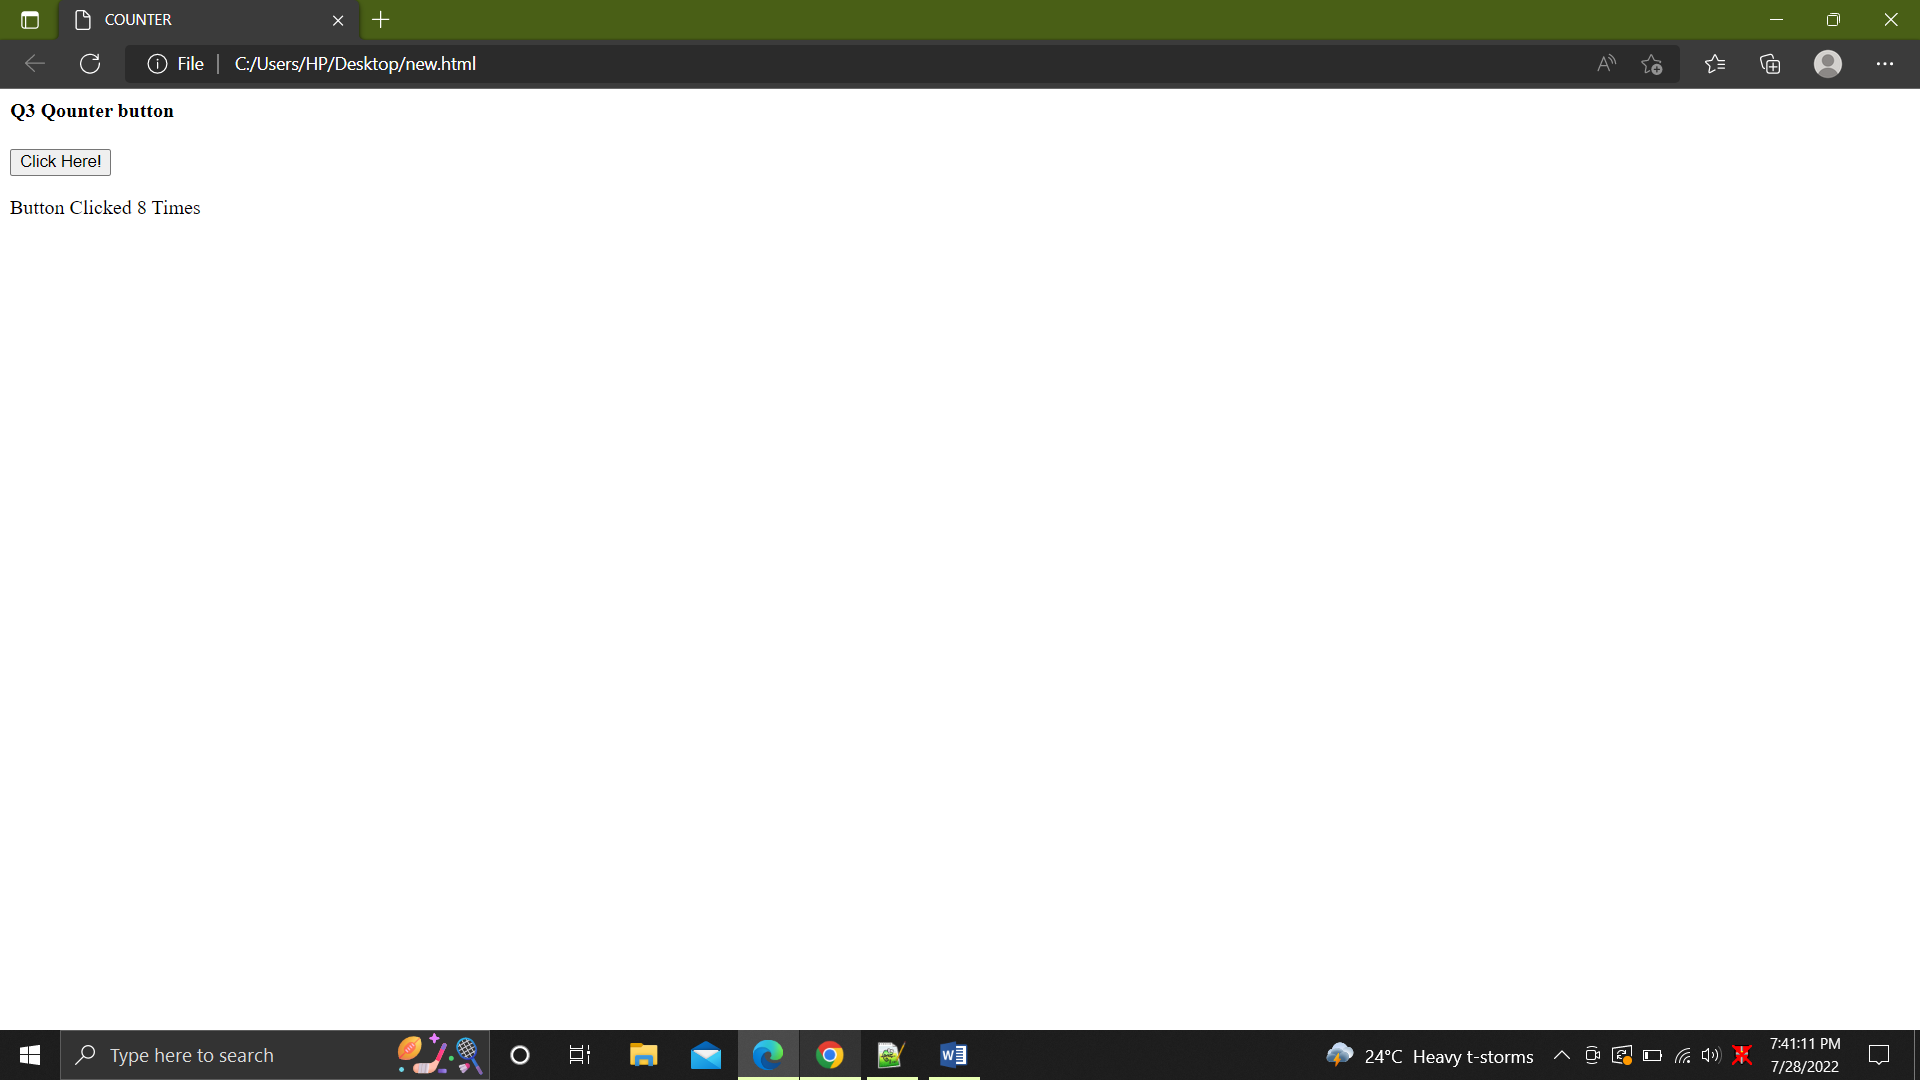 COUNTER
File C:/Users/HP/Desktop/new.html
Q3 Qounter button
Click Here!
Button Clicked 8 Times
Type here to search
24°C Heavy t-storms
7:41:11 PM
7/28/2022